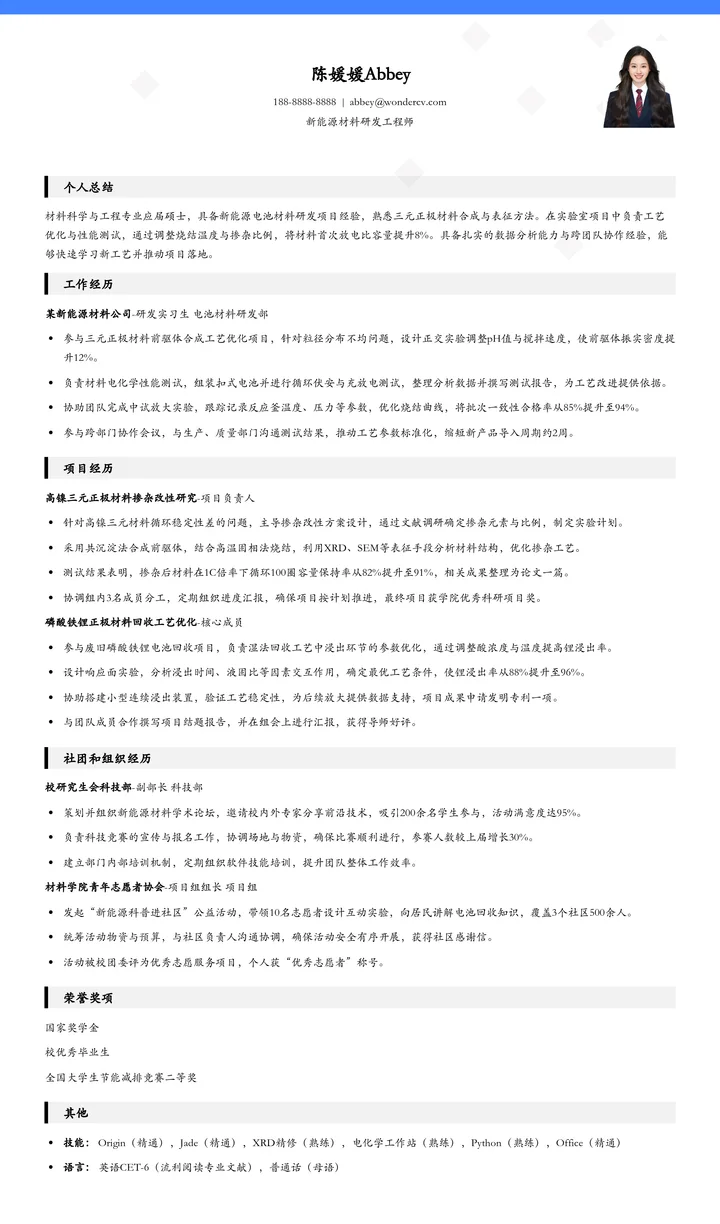 陈媛媛Abbey
188-8888-8888 | abbey@wondercv.com
新能源材料研发工程师
个人总结
材料科学与工程专业应届硕士，具备新能源电池材料研发项目经验，熟悉三元正极材料合成与表征方法。在实验室项目中负责工艺
优化与性能测试，通过调整烧结温度与掺杂比例，将材料首次放电比容量提升8%。具备扎实的数据分析能力与跨团队协作经验，能
够快速学习新工艺并推动项目落地。
工作经历
某新能源材料公司-研发实习生 电池材料研发部
• 参与三元正极材料前驱体合成工艺优化项目，针对粒径分布不均问题，设计正交实验调整pH值与搅拌速度，使前驱体振实密度提
升12%。
• 负责材料电化学性能测试，组装扣式电池并进行循环伏安与充放电测试，整理分析数据并撰写测试报告，为工艺改进提供依据。
• 协助团队完成中试放大实验，跟踪记录反应釜温度、压力等参数，优化烧结曲线，将批次一致性合格率从85%提升至94%。
• 参与跨部门协作会议，与生产、质量部门沟通测试结果，推动工艺参数标准化，缩短新产品导入周期约2周。
项目经历
高镍三元正极材料掺杂改性研究-项目负责人
• 针对高镍三元材料循环稳定性差的问题，主导掺杂改性方案设计，通过文献调研确定掺杂元素与比例，制定实验计划。
• 采用共沉淀法合成前驱体，结合高温固相法烧结，利用XRD、SEM等表征手段分析材料结构，优化掺杂工艺。
• 测试结果表明，掺杂后材料在1C倍率下循环100圈容量保持率从82%提升至91%，相关成果整理为论文一篇。
• 协调组内3名成员分工，定期组织进度汇报，确保项目按计划推进，最终项目获学院优秀科研项目奖。
磷酸铁锂正极材料回收工艺优化-核心成员
• 参与废旧磷酸铁锂电池回收项目，负责湿法回收工艺中浸出环节的参数优化，通过调整酸浓度与温度提高锂浸出率。
• 设计响应面实验，分析浸出时间、液固比等因素交互作用，确定最优工艺条件，使锂浸出率从88%提升至96%。
• 协助搭建小型连续浸出装置，验证工艺稳定性，为后续放大提供数据支持，项目成果申请发明专利一项。
• 与团队成员合作撰写项目结题报告，并在组会上进行汇报，获得导师好评。
社团和组织经历
校研究生会科技部-副部长 科技部
• 策划并组织新能源材料学术论坛，邀请校内外专家分享前沿技术，吸引200余名学生参与，活动满意度达95%。
• 负责科技竞赛的宣传与报名工作，协调场地与物资，确保比赛顺利进行，参赛人数较上届增长30%。
• 建立部门内部培训机制，定期组织软件技能培训，提升团队整体工作效率。
材料学院青年志愿者协会-项目组组长 项目组
• 发起“新能源科普进社区”公益活动，带领10名志愿者设计互动实验，向居民讲解电池回收知识，覆盖3个社区500余人。
• 统筹活动物资与预算，与社区负责人沟通协调，确保活动安全有序开展，获得社区感谢信。
• 活动被校团委评为优秀志愿服务项目，个人获“优秀志愿者”称号。
荣誉奖项
国家奖学金
校优秀毕业生
全国大学生节能减排竞赛二等奖
其他
• 技能： Origin（精通）, Jade（精通）, XRD精修（熟练）, 电化学工作站（熟练）, Python（熟练）, Office（精通）
• 语言： 英语CET-6（流利阅读专业文献）, 普通话（母语）